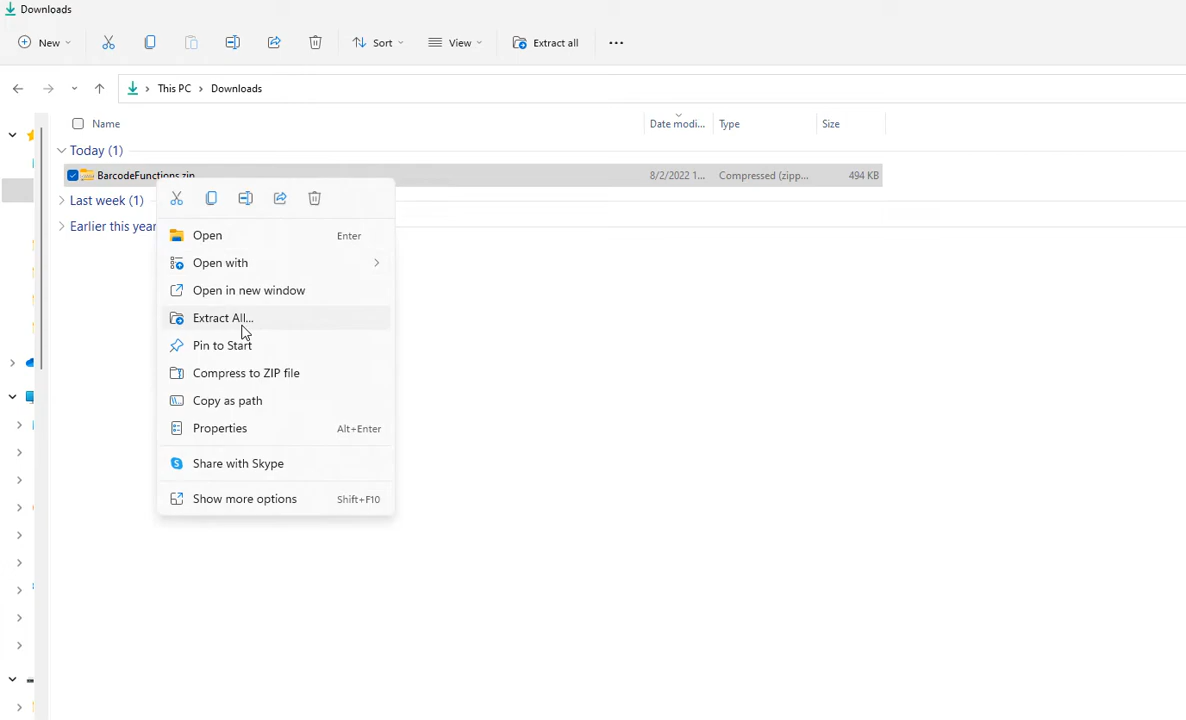 Downloads
New
Sort
View
Extract all
This PC
Downloads
Name
Date modi...
Type
Size
Today (1)
BarcodeFunctions.zip
8/2/2022 1...
Compressed (zipp...
494 KB
Last week (1)
Earlier this year
Open
Enter
Open with
Open in new window
Extract All...
Pin to Start
Compress to ZIP file
Copy as path
Properties
Alt+Enter
Share with Skype
Show more options
Shift+F10